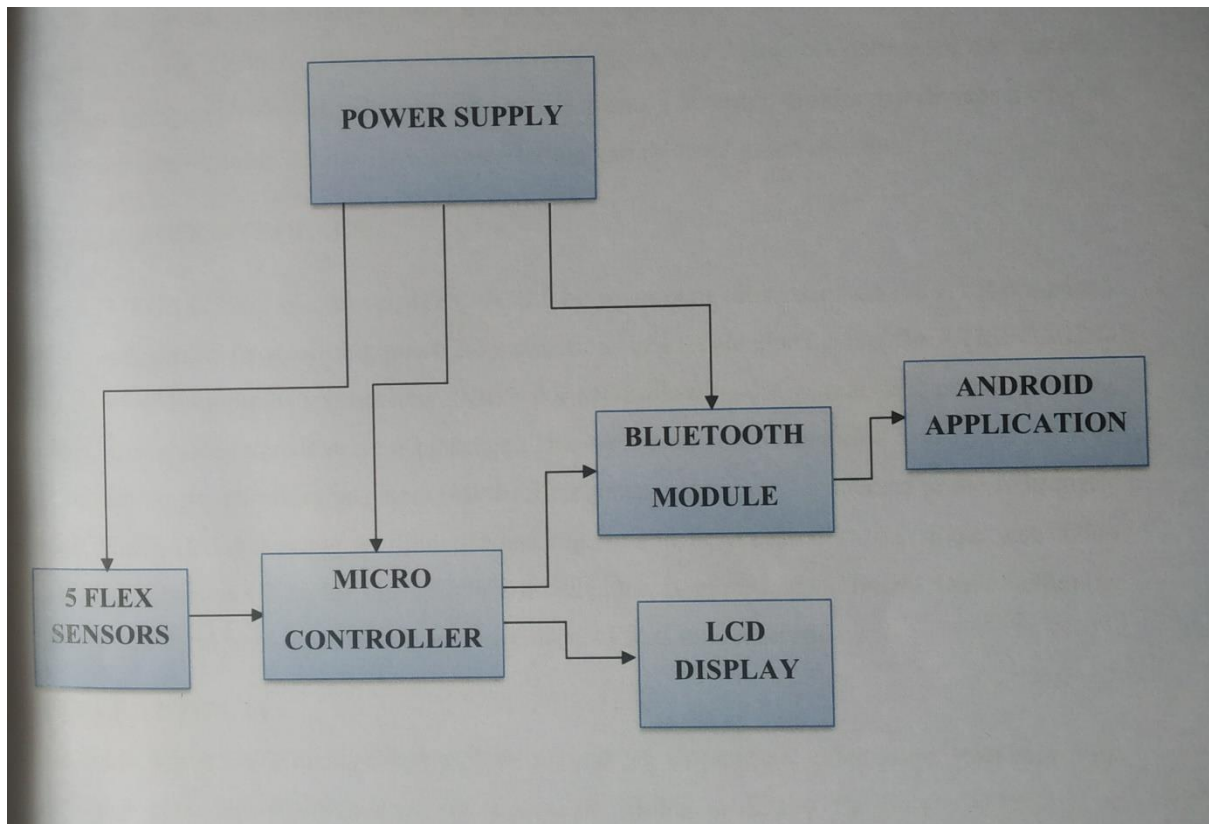 POWER SUPPLY
ANDROID
APPLICATION
BLUETOOTH
MODULE
5 FLEX
SENSORS
MICRO
CONTROLLER
LCD
DISPLAY